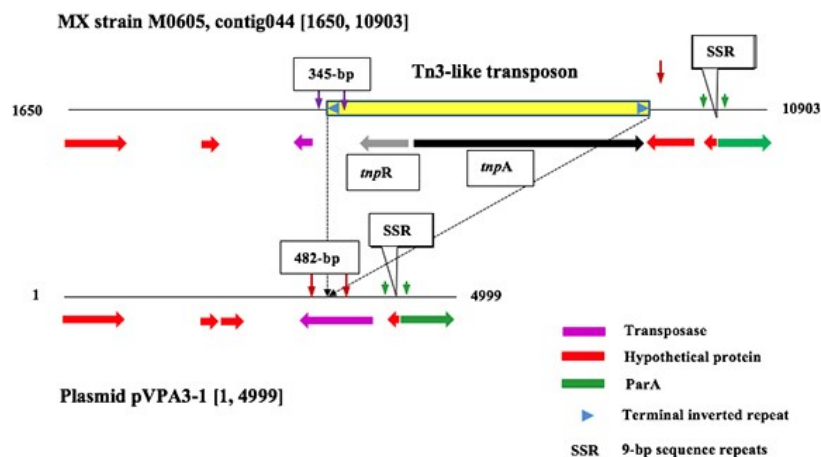 MX strain M0605, contig044 [1650, 10903]
SSR
345-bp
Tn3-like transposon
1650
10903
tnpR
tnpA
SSR
482-bp
1
4999
Transposase
Hypothetical protein
Plasmid pVPA3-1 [1, 4999]
ParA
Terminal inverted repeat
SSR 9-bp sequence repeats